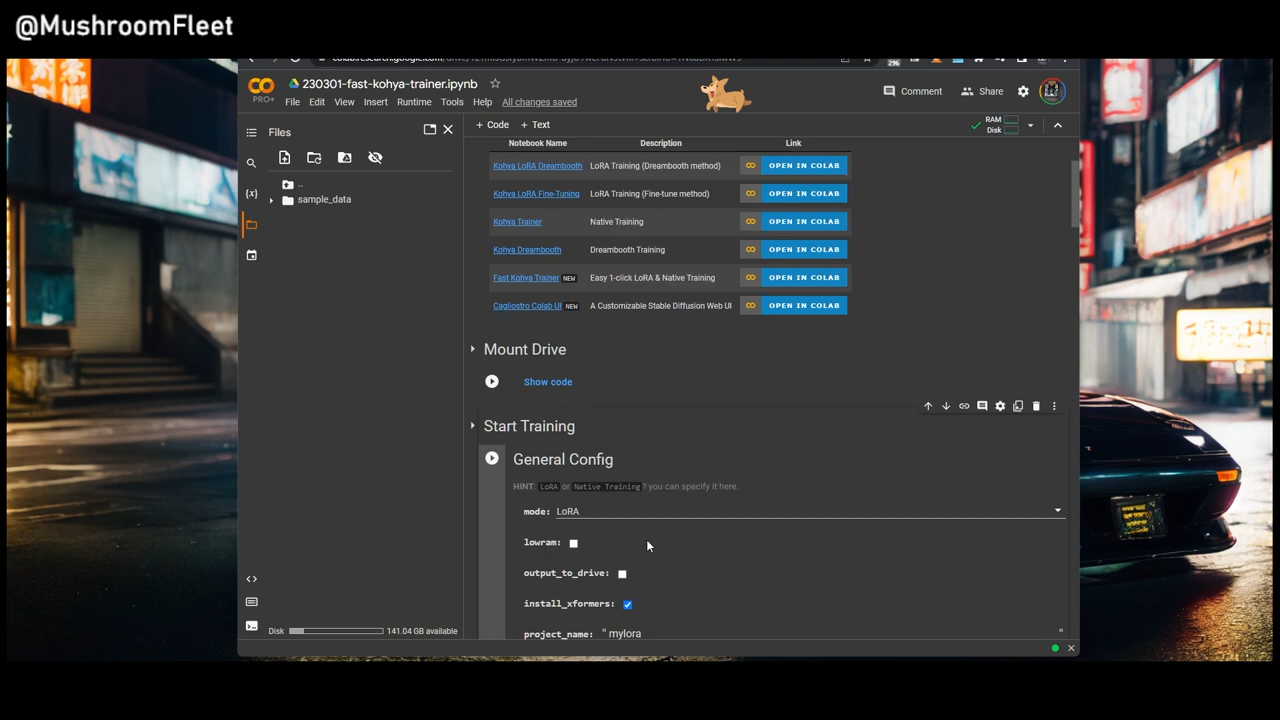 @MushroomFleet
PRO+
230301-fast-kohya-trainer.ipynb
File Edit View Insert Runtime Tools Help All changes saved
Comment Share
Files
+ Code + Text
RAM
Disk
..
sample_data
Notebook Name Description Link
Kohya LoRA Dreambooth LoRA Training (Dreambooth method) OPEN IN COLAB
Kohya LoRA Fine-Tuning LoRA Training (Fine-tune method) OPEN IN COLAB
Kohya Trainer Native Training OPEN IN COLAB
Kohya Dreambooth Dreambooth Training OPEN IN COLAB
Fast Kohya Trainer NEW Easy 1-click LoRA & Native Training OPEN IN COLAB
Cagliostro Colab UI NEW A Customizable Stable Diffusion Web UI OPEN IN COLAB
Mount Drive
Show code
Start Training
General Config
HINT: LoRA or Native Training? you can specify it here.
mode: LoRA
lowram:
output_to_drive:
install_xformers:
project_name: " mylora "
Disk 141.04 GB available